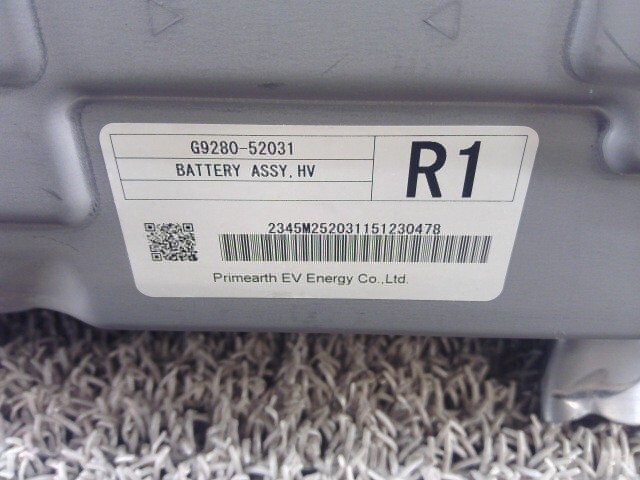 G9280-52031
BATTERY ASSY, HV
R1
2345M252031151230478
Primearth EV Energy Co.,Ltd.